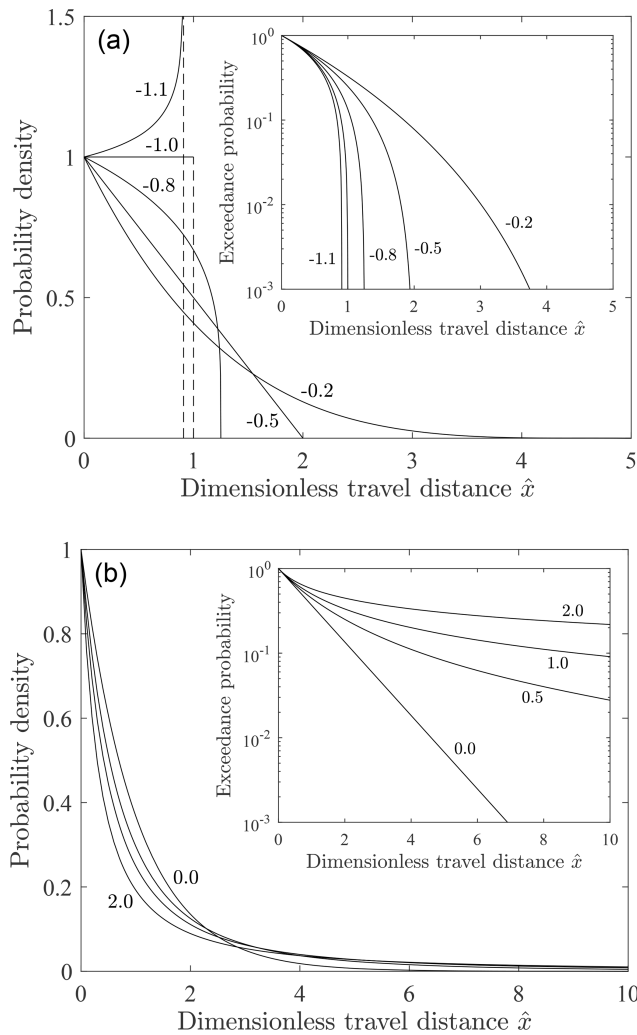 (a)
1.5
1
0.5
0
Probability density
-1.1
-1.0
-0.8
-0.5
-0.2
0 1 2 3 4 5
Dimensionless travel distance x̂
10⁰
10⁻¹
10⁻²
10⁻³
Exceedance probability
-1.1
-0.8
-0.5
-0.2
0 1 2 3 4 5
Dimensionless travel distance x̂
(b)
1
0.8
0.6
0.4
0.2
0
Probability density
0.0
2.0
0 2 4 6 8 10
Dimensionless travel distance x̂
10⁰
10⁻¹
10⁻²
10⁻³
Exceedance probability
2.0
1.0
0.5
0.0
0 2 4 6 8 10
Dimensionless travel distance x̂